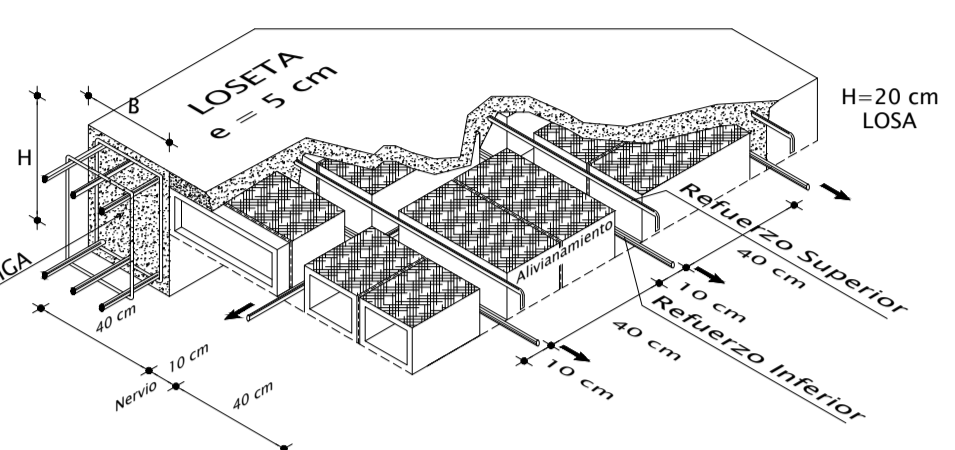 LOSETA
e = 5 cm
B
H
H=20 cm
LOSA
Refuerzo Superior
Alivianamiento
40 cm
10 cm
Refuerzo Inferior
40 cm
10 cm
40 cm
10 cm
Nervio
40 cm